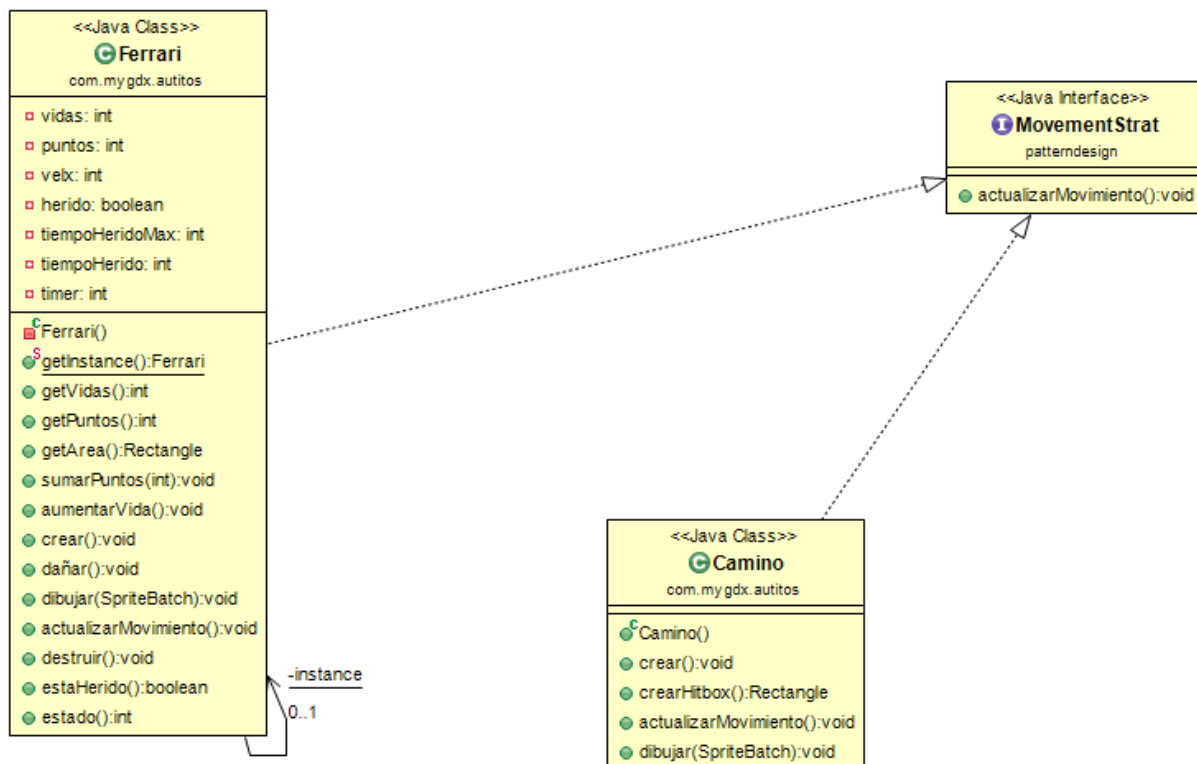 <<Java Class>>
Ferrari
com.mygdx.autitos
vidas: int
puntos: int
velx: int
herido: boolean
tiempoHeridoMax: int
tiempoHerido: int
timer: int
Ferrari()
getInstance():Ferrari
getVidas():int
getPuntos():int
getArea():Rectangle
sumarPuntos(int):void
aumentarVida():void
crear():void
dañar():void
dibujar(SpriteBatch):void
actualizarMovimiento():void
destruir():void
estaHerido():boolean
estado():int
-instance
0..1
<<Java Interface>>
MovementStrat
patterndesign
actualizarMovimiento():void
<<Java Class>>
Camino
com.mygdx.autitos
Camino()
crear():void
crearHitbox():Rectangle
actualizarMovimiento():void
dibujar(SpriteBatch):void